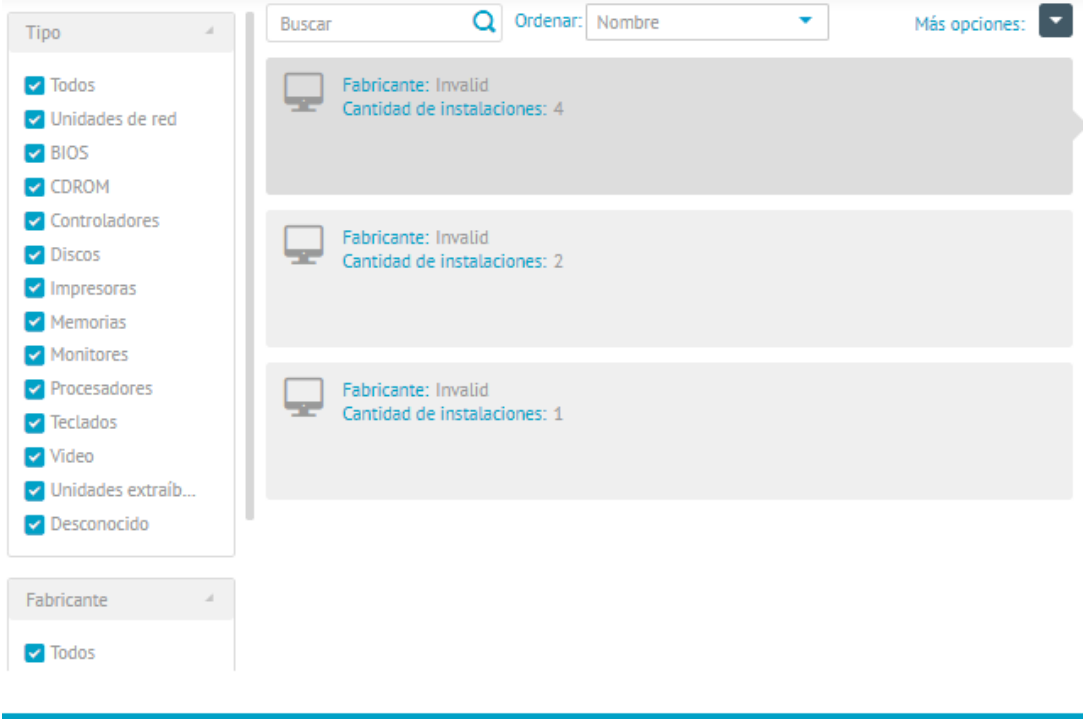 Tipo
Todos
Unidades de red
BIOS
CDROM
Controladores
Discos
Impresoras
Memorias
Monitores
Procesadores
Teclados
Video
Unidades extraíb...
Desconocido
Fabricante
Todos
Buscar
Ordenar: Nombre
Más opciones:
Fabricante: Invalid
Cantidad de instalaciones: 4
Fabricante: Invalid
Cantidad de instalaciones: 2
Fabricante: Invalid
Cantidad de instalaciones: 1